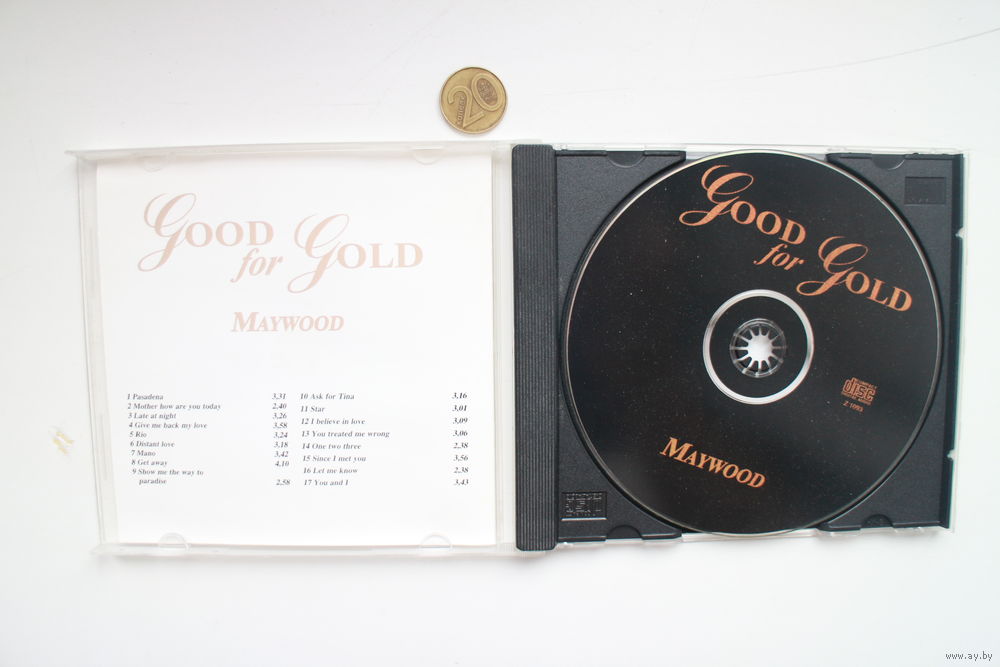 20
GOOD
for GOLD
MAYWOOD
1 Pasadena 3,31
2 Mother how are you today 2,40
3 Late at night 3,26
4 Give me back my love 3,58
5 Rio 3,24
6 Distant love 3,18
7 Mano 3,42
8 Get away 4,10
9 Show me the way to
paradise 2,58
10 Ask for Tina 3,16
11 Star 3,01
12 I believe in love 3,09
13 You treated me wrong 3,06
14 One two three 2,38
15 Since I met you 3,56
16 Let me know 2,38
17 You and I 3,43
GOOD
for GOLD
COMPACT
disc
DIGITAL AUDIO
Z 1093
MAYWOOD
www.ay.by